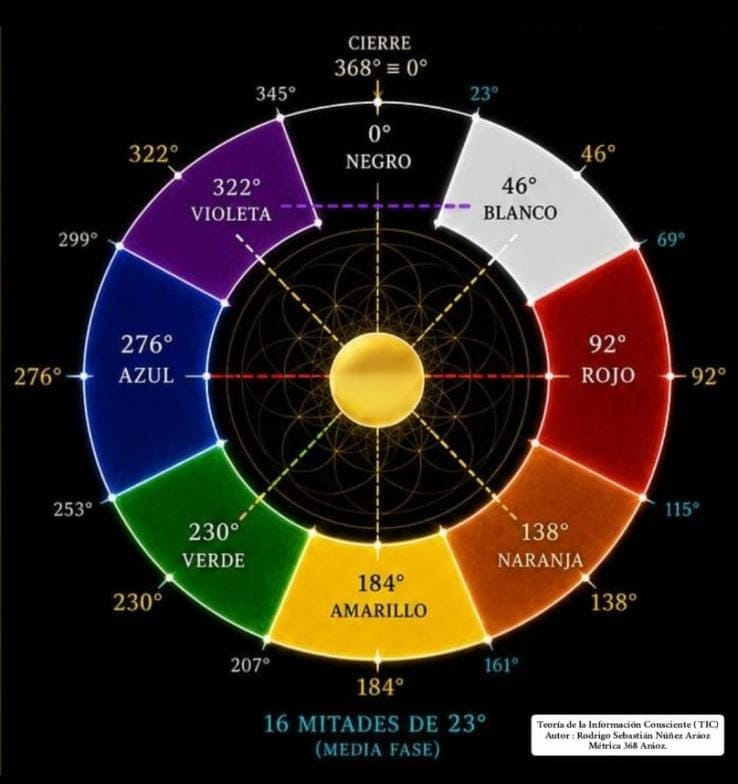 CIERRE
368° ≡ 0°
345°
23°
0°
NEGRO
322°
46°
322°
VIOLETA
46°
BLANCO
299°
69°
276°
AZUL
92°
ROJO
276°
92°
253°
115°
230°
VERDE
138°
NARANJA
184°
AMARILLO
230°
138°
207°
161°
184°
16 MITADES DE 23°
(MEDIA FASE)
Teoría de la Información Consciente ( TIC)
Autor : Rodrigo Sebastián Núñez Aráoz
Métrica 368 Aráoz.